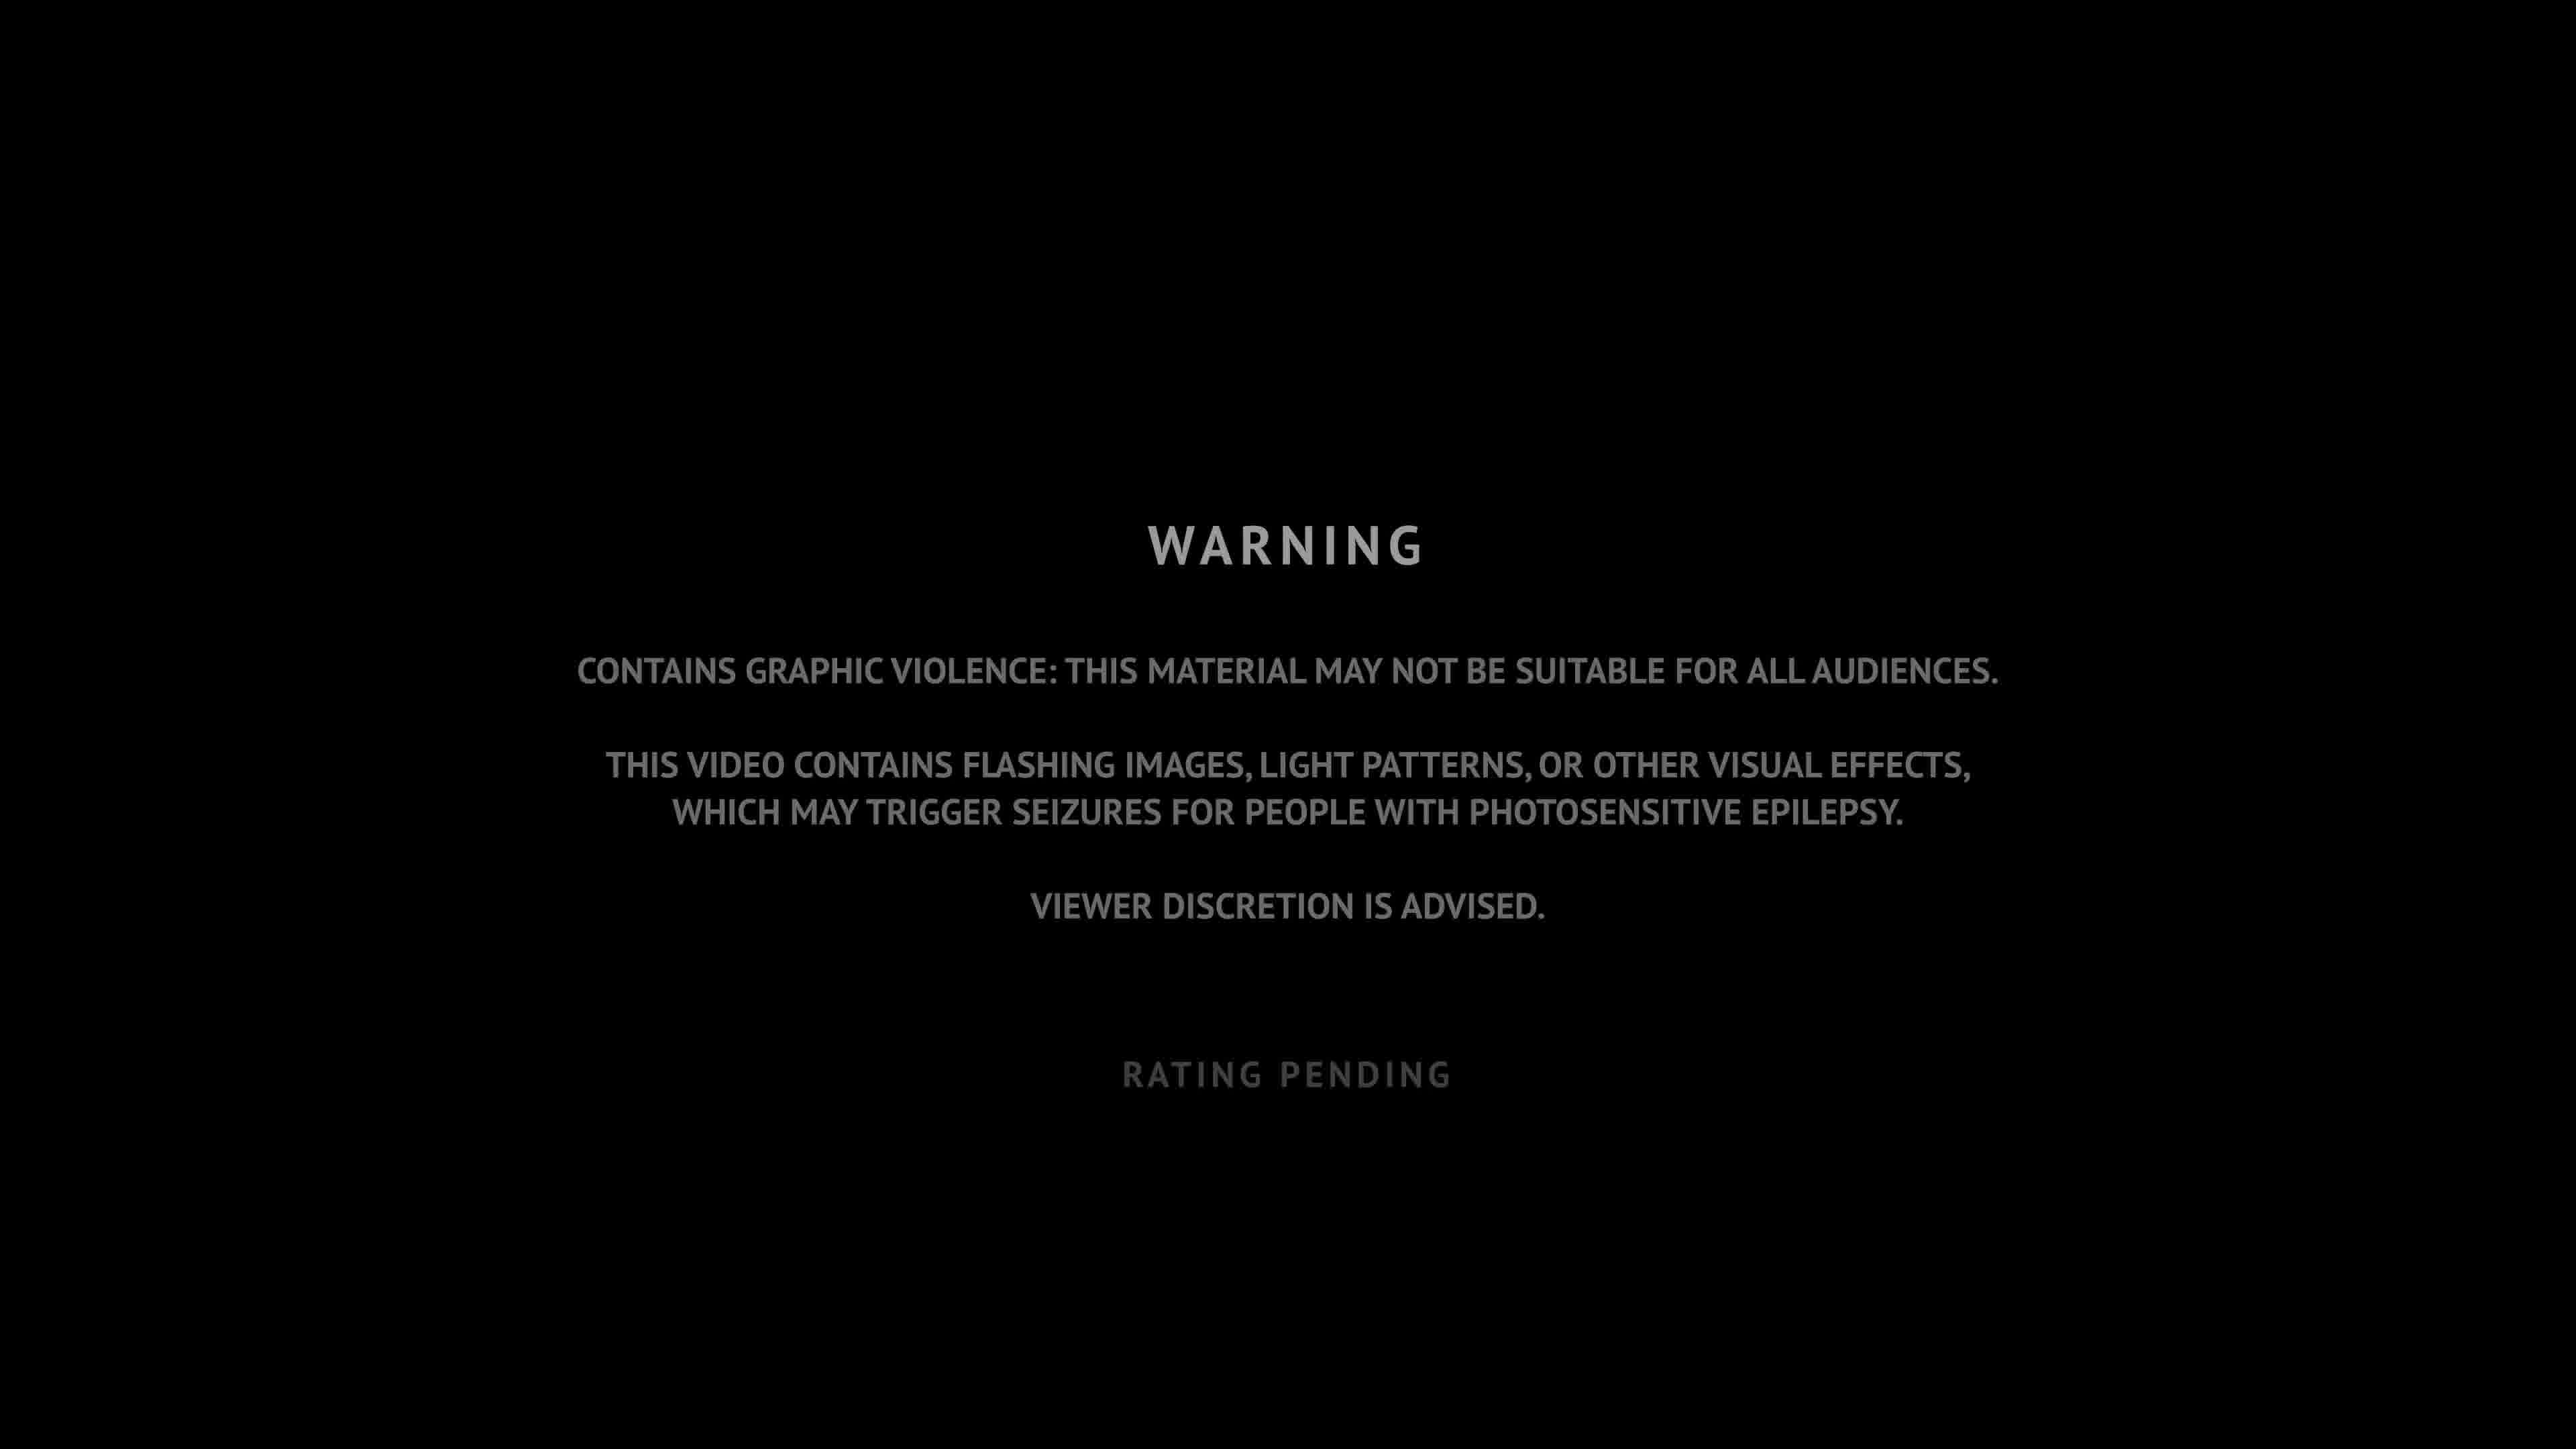 WARNING
CONTAINS GRAPHIC VIOLENCE: THIS MATERIAL MAY NOT BE SUITABLE FOR ALL AUDIENCES.
THIS VIDEO CONTAINS FLASHING IMAGES, LIGHT PATTERNS, OR OTHER VISUAL EFFECTS,
WHICH MAY TRIGGER SEIZURES FOR PEOPLE WITH PHOTOSENSITIVE EPILEPSY.
VIEWER DISCRETION IS ADVISED.
RATING PENDING